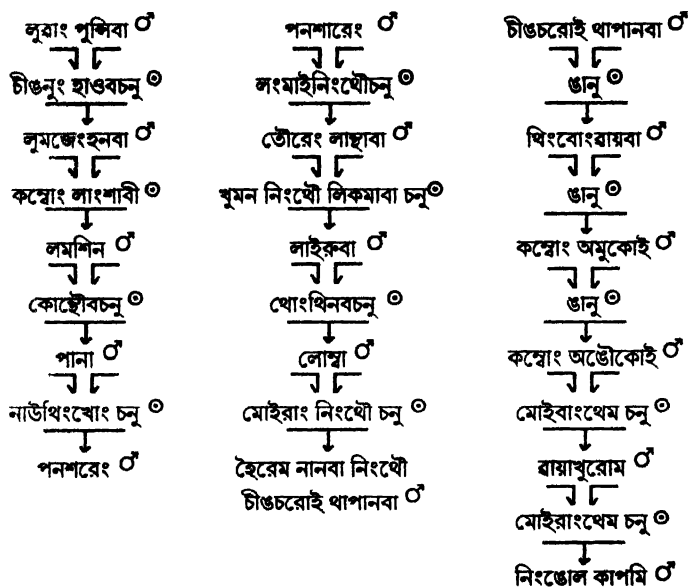 লুৱাং পুন্সিবা ♂
চীঙনুং হাওবচনু ⊙
লুমজেংহনবা ♂
কম্বোং লাংশাবী ⊙
লমশিন ♂
কোন্থৌবচনু ⊙
পানা ♂
নাউথিংখোং চনু ⊙
পনশরেং ♂
পনশারেং ♂
লংমাইনিংথৌচনু ⊙
তৌরেং লান্থাবা ♂
খুমন নিংথৌ লিকমাবা চনু ⊙
লাইরুবা ♂
থোংথিনবচনু ⊙
লোম্বা ♂
মোইরাং নিংথৌ চনু ⊙
হৈরেম নানবা নিংথৌ
চীঙচরোই থাপানবা ♂
চীঙচরোই থাপানবা ♂
ঙানু ⊙
থিংবোংৱায়বা ♂
ঙানু ⊙
কম্বোং অমুকোই ♂
ঙানু ⊙
কম্বোং অঙৌকোই ♂
মোইবাংথেম চনু ⊙
ৱায়াখুরোম ♂
মোইরাংথেম চনু ⊙
নিংঙোল কাপমি ♂